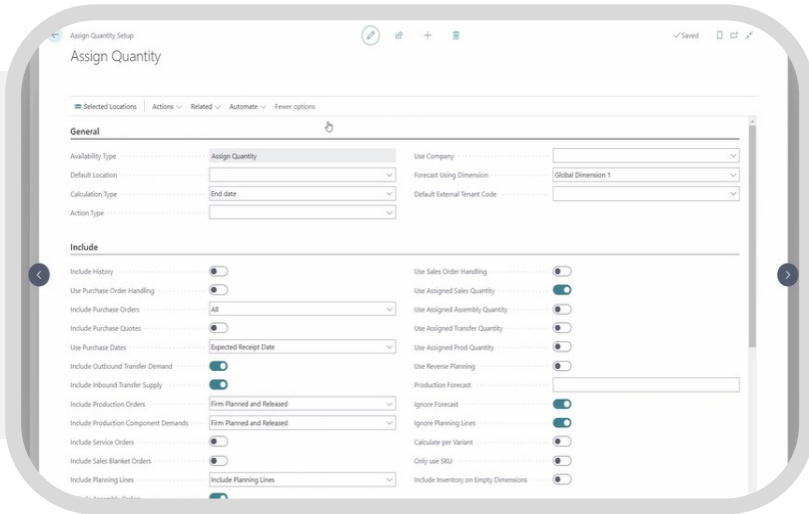 Assign Quantity Setup
Saved
Assign Quantity
Selected Locations Actions Related Automate Fewer options
General
Availability Type Assign Quantity
Use Company
Default Location
Forecast Using Dimension Global Dimension 1
Calculation Type End date
Default External Tenant Code
Action Type
Include
Include History
Use Sales Order Handling
Use Purchase Order Handling
Use Assigned Sales Quantity
Include Purchase Orders All
Use Assigned Assembly Quantity
Include Purchase Quotes
Use Assigned Transfer Quantity
Use Purchase Dates Expected Receipt Date
Use Assigned Prod Quantity
Include Outbound Transfer Demand
Use Reverse Planning
Include Inbound Transfer Supply
Production Forecast
Include Production Orders Firm Planned and Released
Ignore Forecast
Include Production Component Demands Firm Planned and Released
Ignore Planning Lines
Include Service Orders
Calculate per Variant
Include Sales Blanket Orders
Only use SKU
Include Planning Lines Include Planning Lines
Include Inventory on Empty Dimensions
Include Assembly Orders